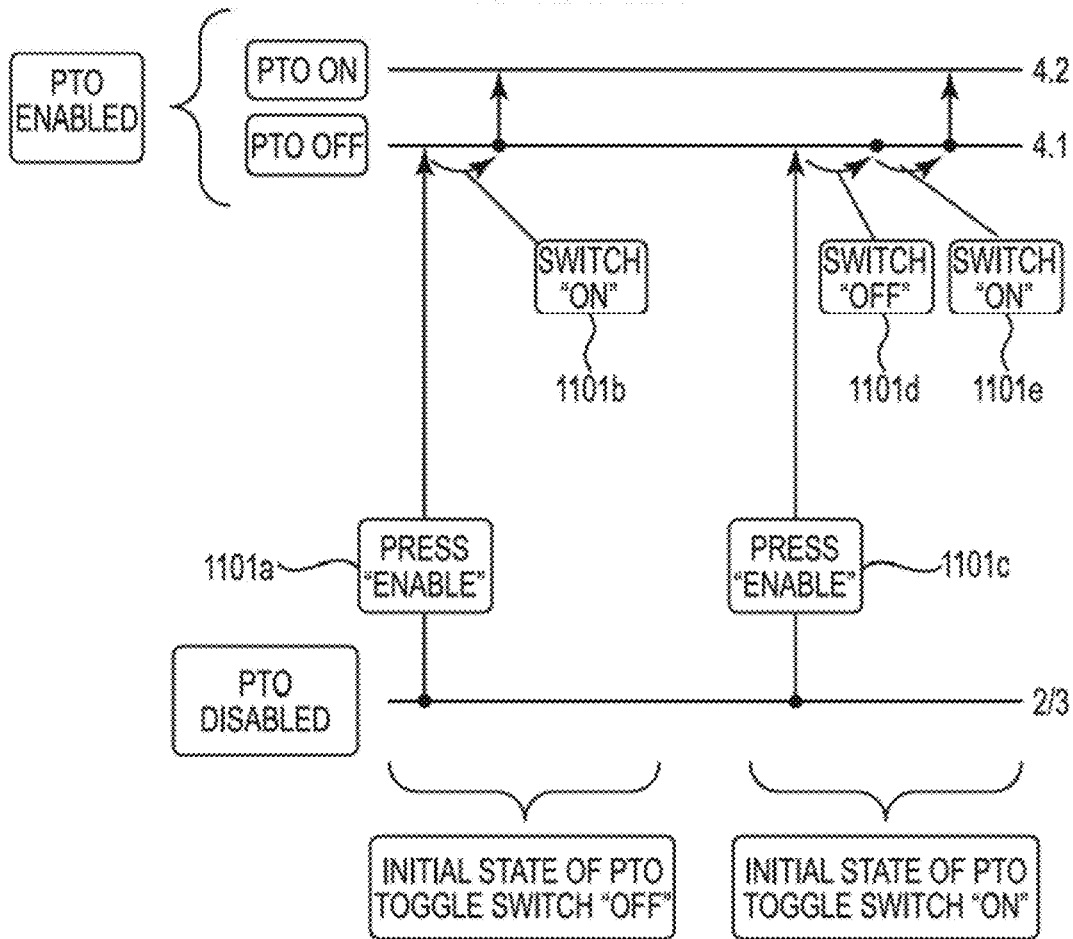 PTO
ENABLED
PTO ON
4.2
PTO OFF
4.1
SWITCH
"ON"
SWITCH
"OFF"
SWITCH
"ON"
1101b
1101d
1101e
1101a
PRESS
"ENABLE"
PRESS
"ENABLE"
1101c
PTO
DISABLED
2/3
INITIAL STATE OF PTO
TOGGLE SWITCH "OFF"
INITIAL STATE OF PTO
TOGGLE SWITCH "ON"